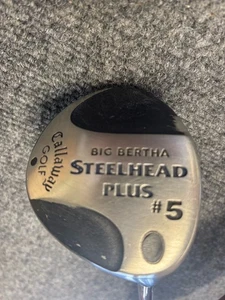 Callaway
GOLF
BIG BERTHA
STEELHEAD
PLUS
#5